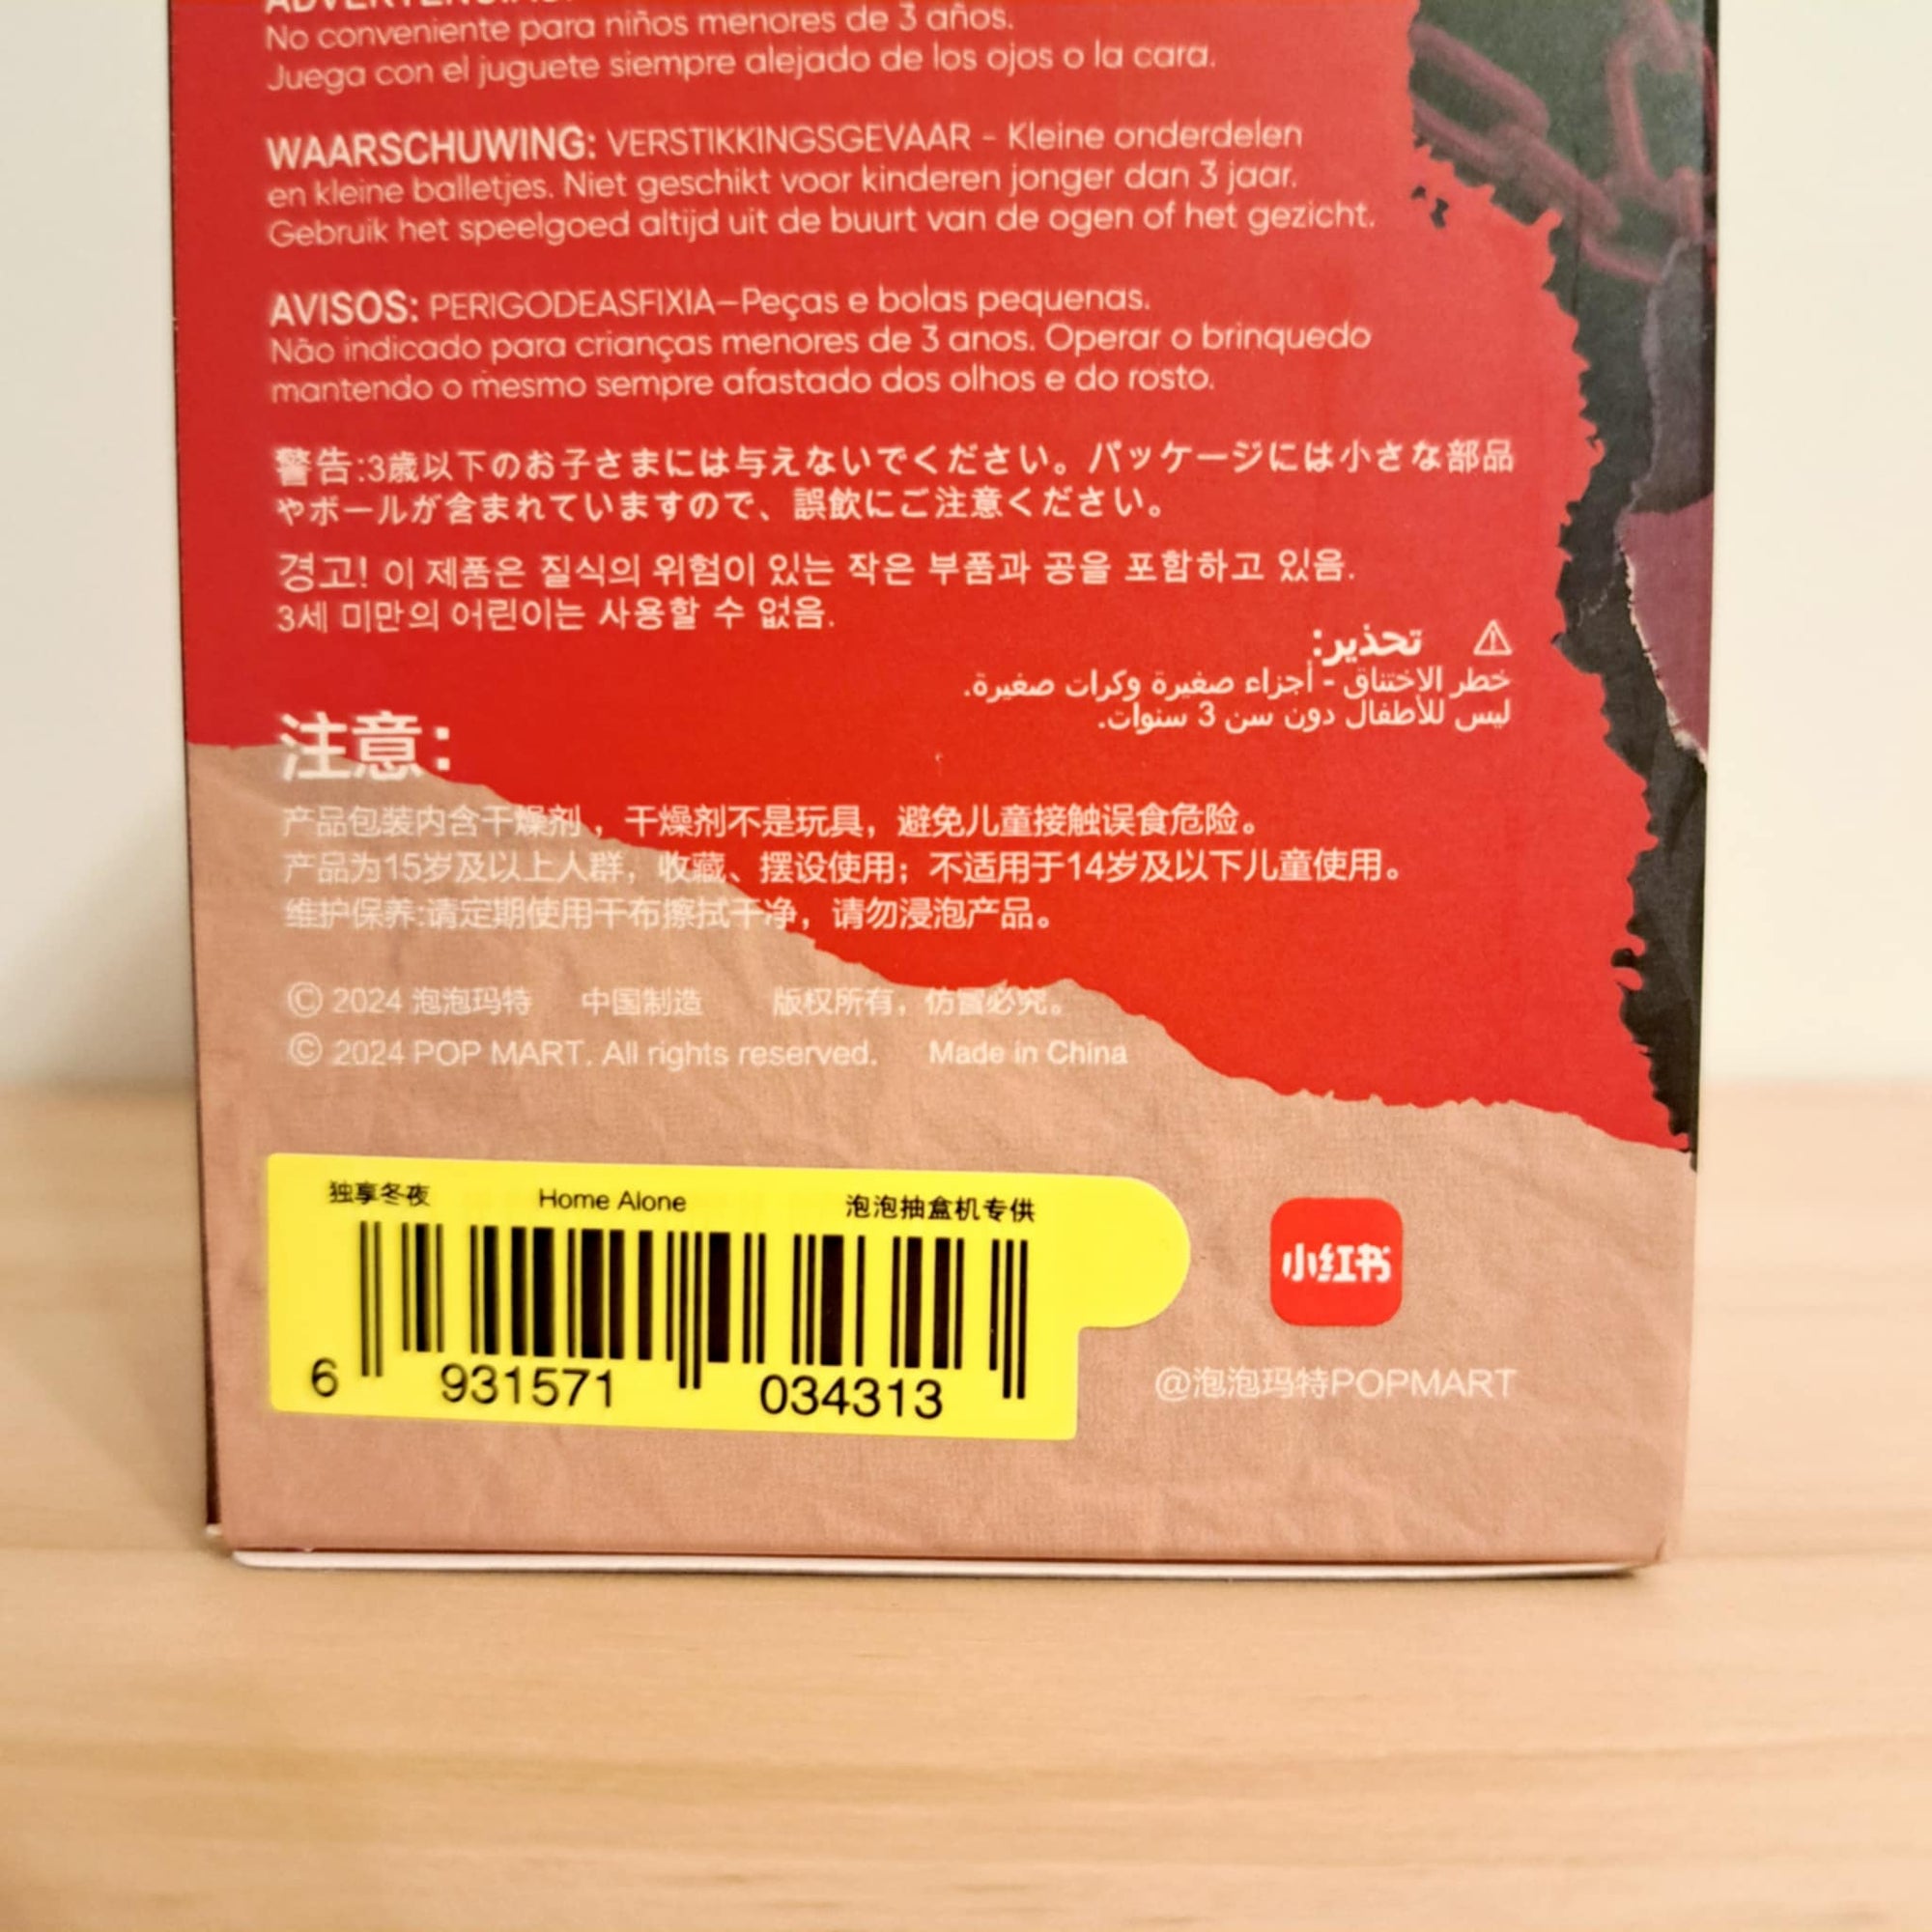 ADVERTENCIAS:
No conveniente para niños menores de 3 años.
Juega con el juguete siempre alejado de los ojos o la cara.
WAARSCHUWING: VERSTIKKINGSGEVAAR - Kleine onderdelen
en kleine balletjes. Niet geschikt voor kinderen jonger dan 3 jaar.
Gebruik het speelgoed altijd uit de buurt van de ogen of het gezicht.
AVISOS: PERIGODEASFIXIA—Peças e bolas pequenas.
Não indicado para crianças menores de 3 anos. Operar o brinquedo
mantendo o mesmo sempre afastado dos olhos e do rosto.
警告:3歳以下のお子さまには与えないでください。パッケージには小さな部品
やボールが含まれていますので、誤飲にご注意ください。
경고! 이 제품은 질식의 위험이 있는 작은 부품과 공을 포함하고 있음.
3세 미만의 어린이는 사용할 수 없음.
⚠ تحذير:
خطر الاختناق - أجزاء صغيرة وكرات صغيرة.
ليس للأطفال دون سن 3 سنوات.
注意：
产品包装内含干燥剂，干燥剂不是玩具，避免儿童接触误食危险。
产品为15岁及以上人群，收藏、摆设使用；不适用于14岁及以下儿童使用。
维护保养:请定期使用干布擦拭干净，请勿浸泡产品。
© 2024 泡泡玛特 中国制造 版权所有，仿冒必究。
© 2024 POP MART. All rights reserved. Made in China
独享冬夜 Home Alone 泡泡抽盒机专供
6 931571 034313
小红书
@泡泡玛特POPMART